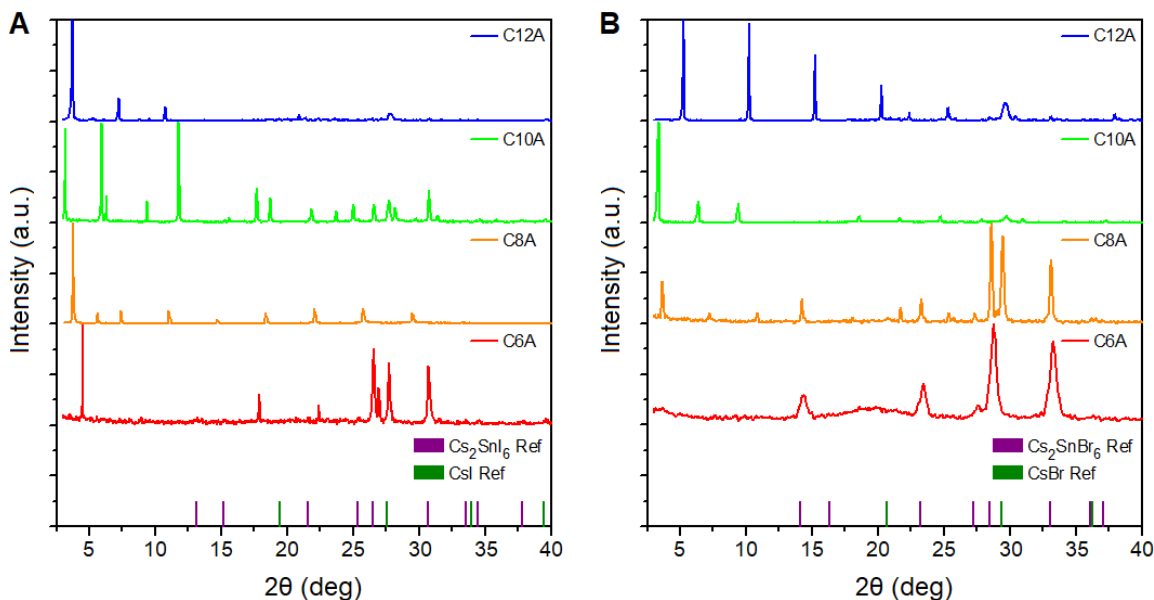 A
C12A
C10A
C8A
C6A
Cs₂SnI₆ Ref
CsI Ref
Intensity (a.u.)
5 10 15 20 25 30 35 40
2θ (deg)
B
C12A
C10A
C8A
C6A
Cs₂SnBr₆ Ref
CsBr Ref
Intensity (a.u.)
5 10 15 20 25 30 35 40
2θ (deg)